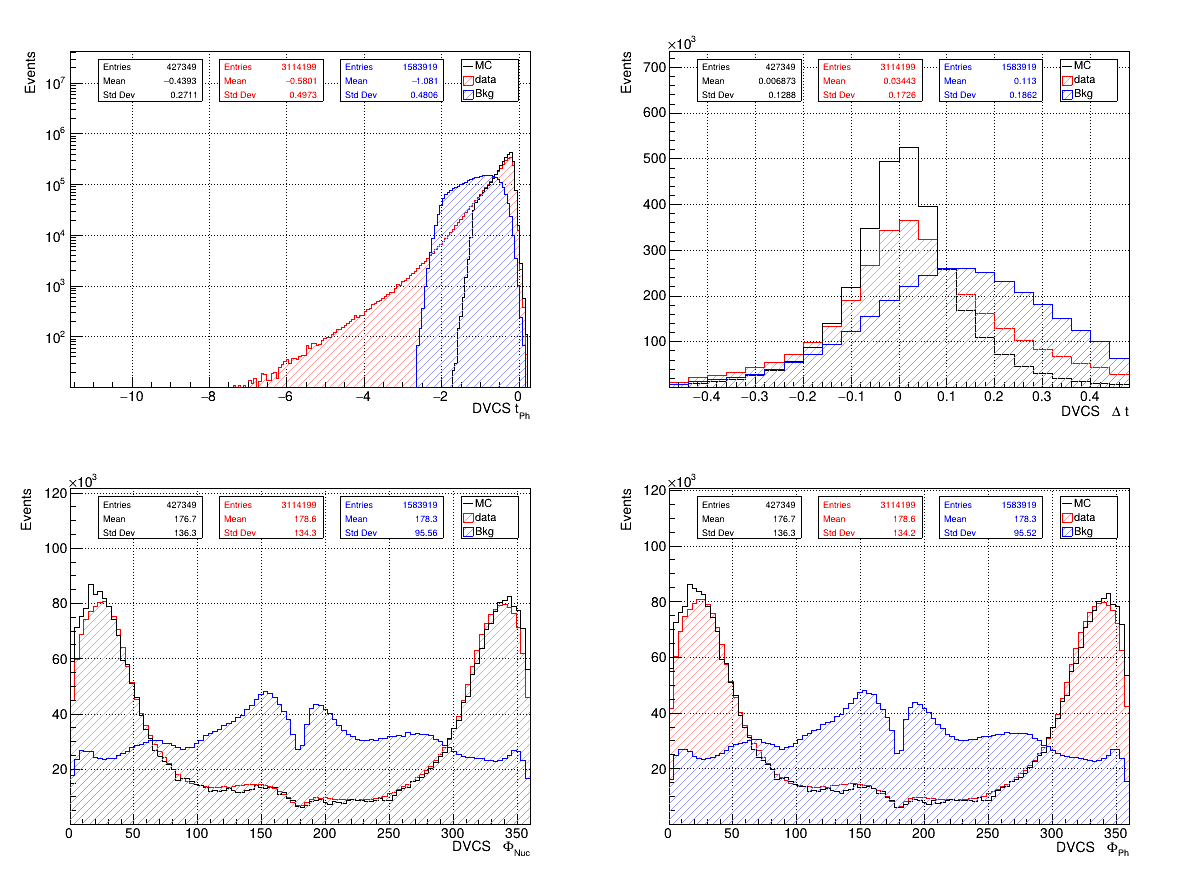 Events
Entries 427349
Mean −0.4393
Std Dev 0.2711
Entries 3114199
Mean −0.5801
Std Dev 0.4973
Entries 1583919
Mean −1.081
Std Dev 0.4806
MC
data
Bkg
10^7
10^6
10^5
10^4
10^3
10^2
−10 −8 −6 −4 −2 0
DVCS t_Ph
×10^3
Events
Entries 427349
Mean 0.006873
Std Dev 0.1288
Entries 3114199
Mean 0.03443
Std Dev 0.1726
Entries 1583919
Mean 0.113
Std Dev 0.1862
MC
data
Bkg
700
600
500
400
300
200
100
−0.4 −0.3 −0.2 −0.1 0 0.1 0.2 0.3 0.4
DVCS Δ t
×10^3
Events
Entries 427349
Mean 176.7
Std Dev 136.3
Entries 3114199
Mean 178.6
Std Dev 134.3
Entries 1583919
Mean 178.3
Std Dev 95.56
MC
data
Bkg
120
100
80
60
40
20
0 50 100 150 200 250 300 350
DVCS Φ_Nuc
×10^3
Events
Entries 427349
Mean 176.7
Std Dev 136.3
Entries 3114199
Mean 178.6
Std Dev 134.2
Entries 1583919
Mean 178.3
Std Dev 95.52
MC
data
Bkg
120
100
80
60
40
20
0 50 100 150 200 250 300 350
DVCS Φ_Ph